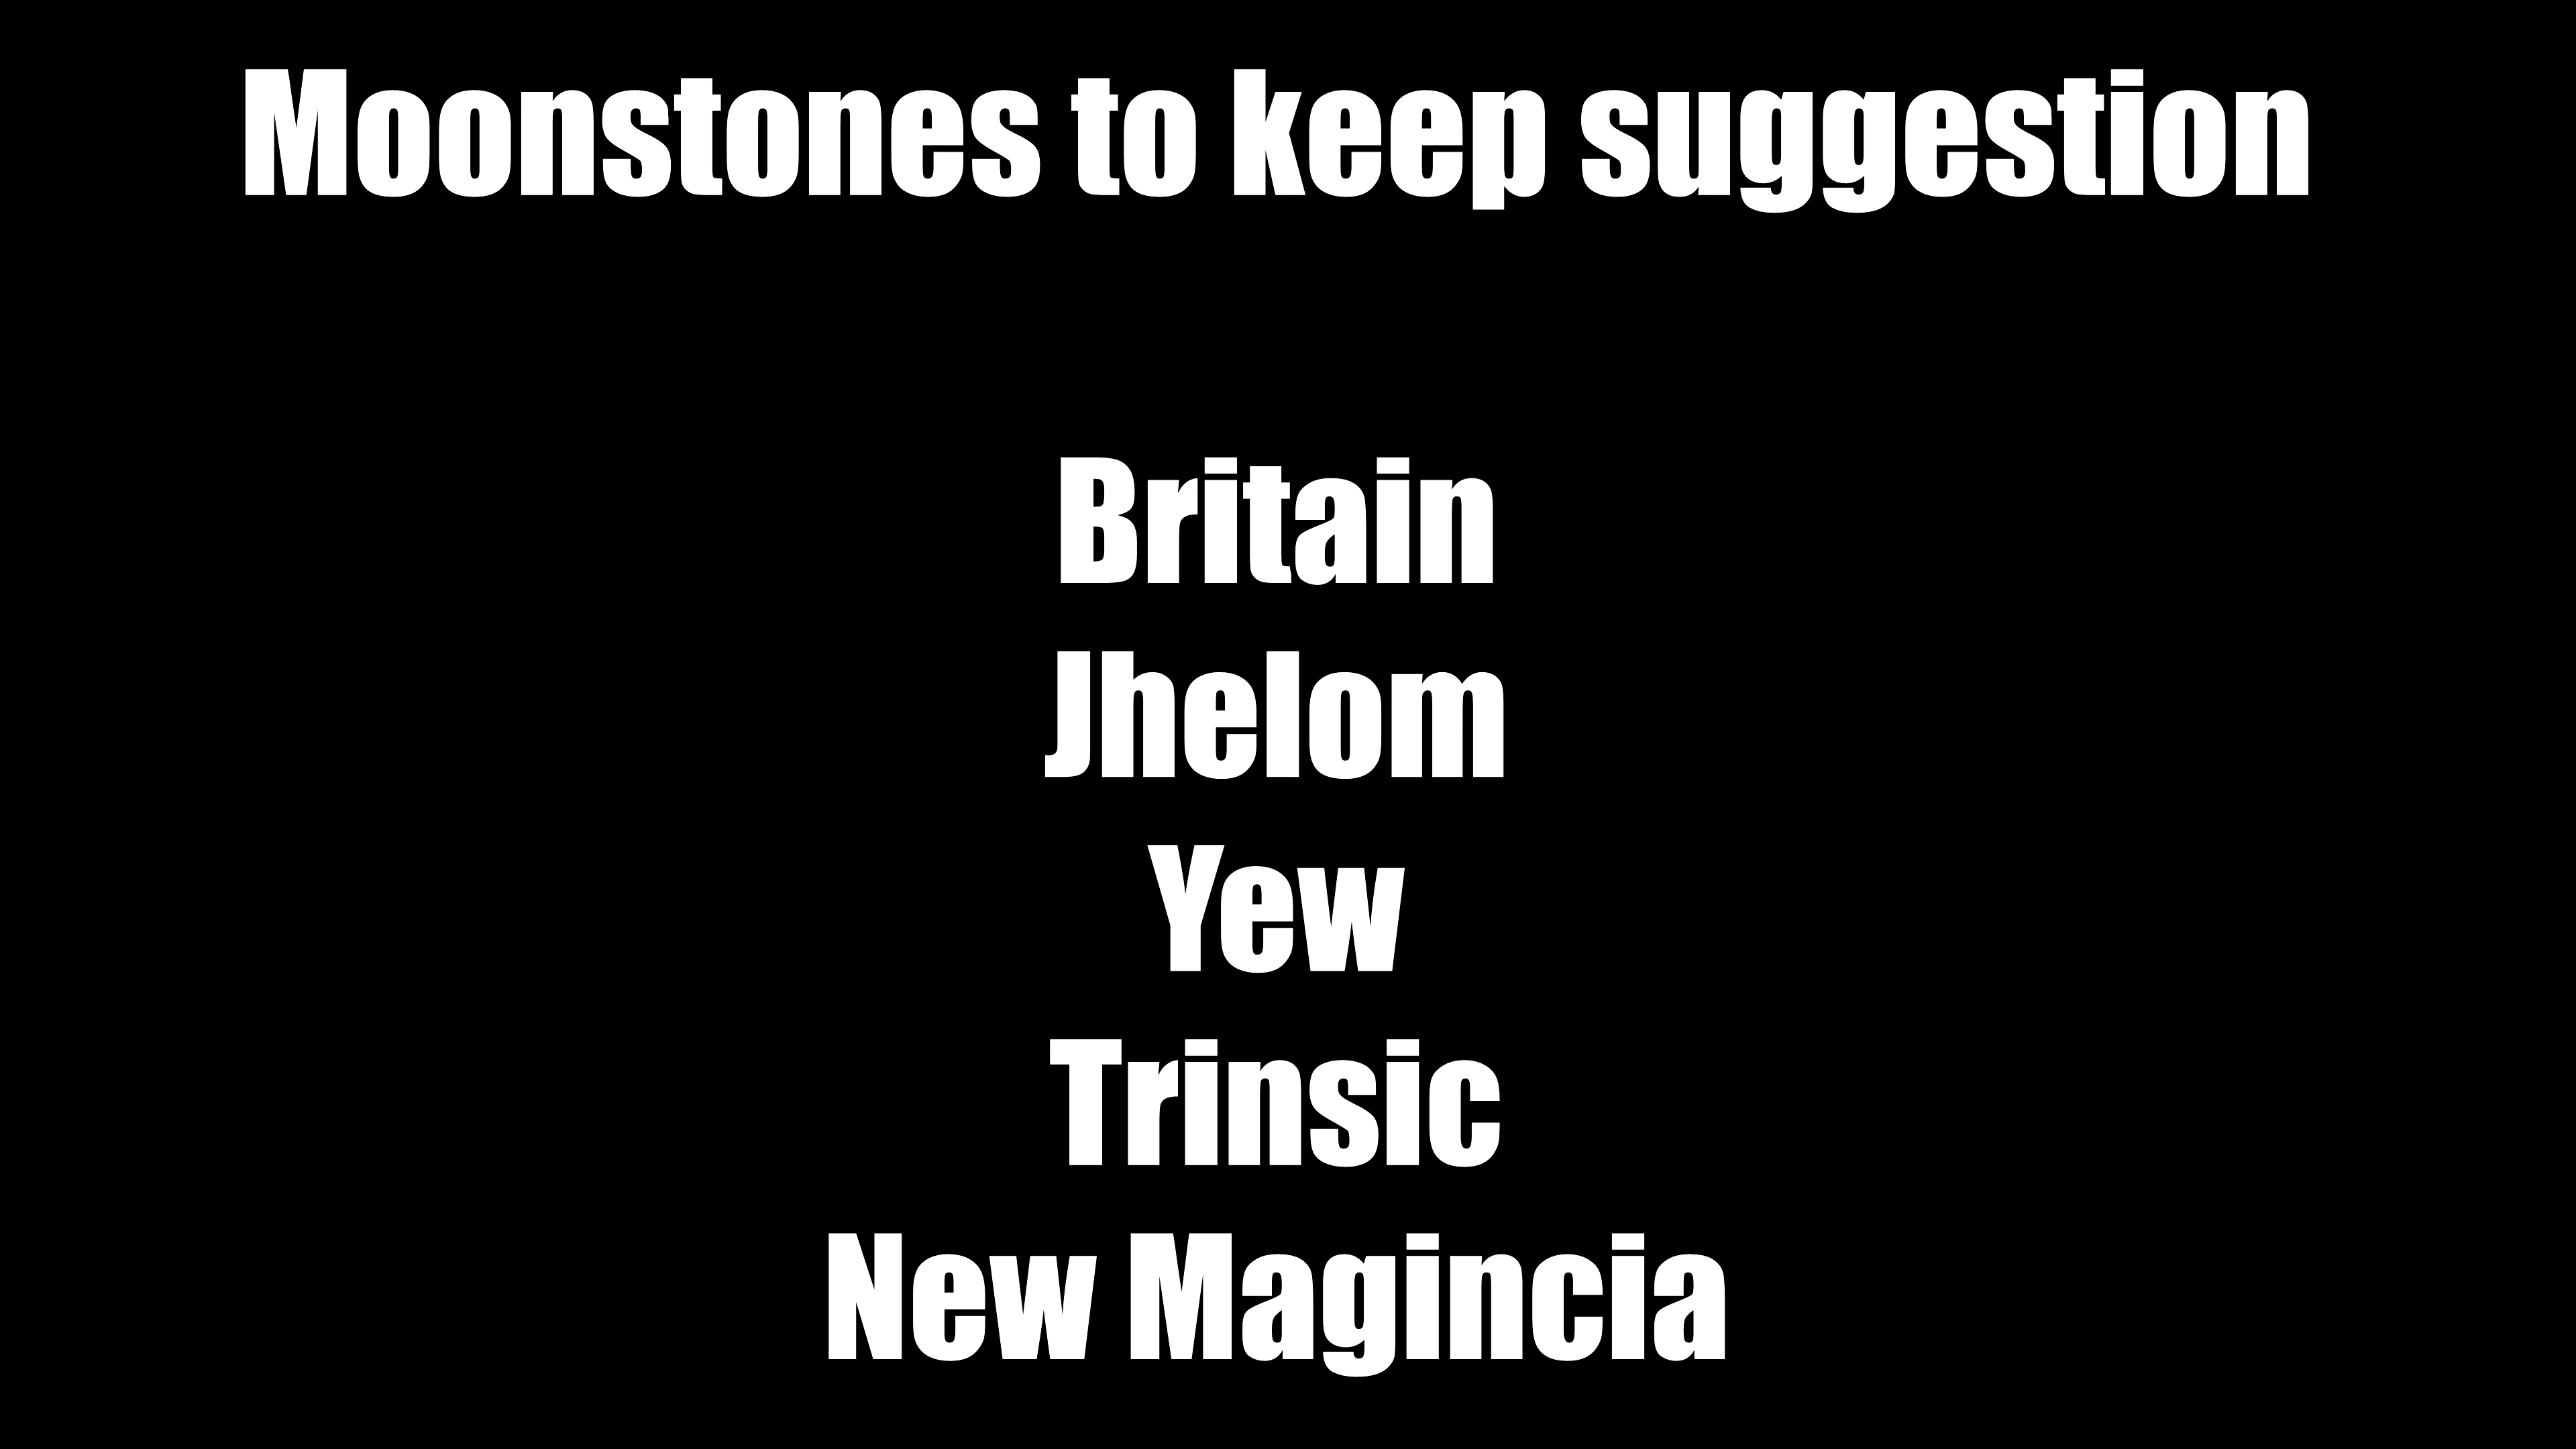 Moonstones to keep suggestion
Britain
Jhelom
Yew
Trinsic
New Magincia